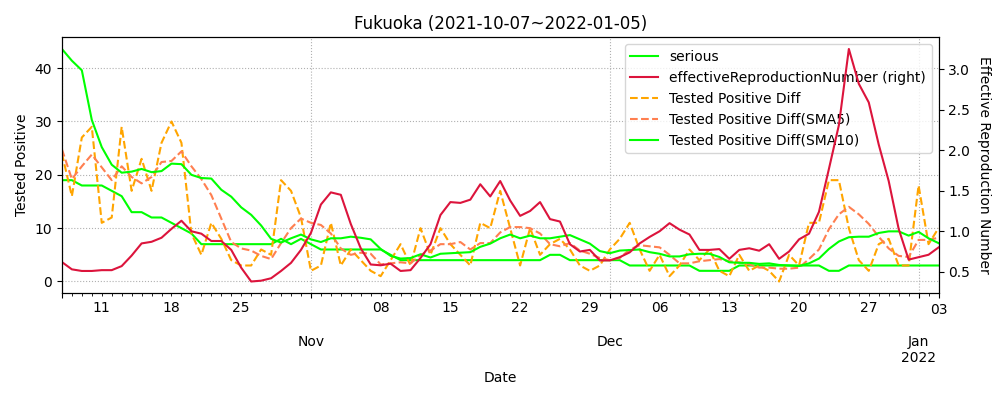 Fukuoka (2021-10-07~2022-01-05)
serious
effectiveReproductionNumber (right)
Tested Positive Diff
Tested Positive Diff(SMA5)
Tested Positive Diff(SMA10)
Tested Positive
40
30
20
10
0
Effective Reproduction Number
3.0
2.5
2.0
1.5
1.0
0.5
11 18 25 08 15 22 29 06 13 20 27 03
Nov Dec Jan
2022
Date